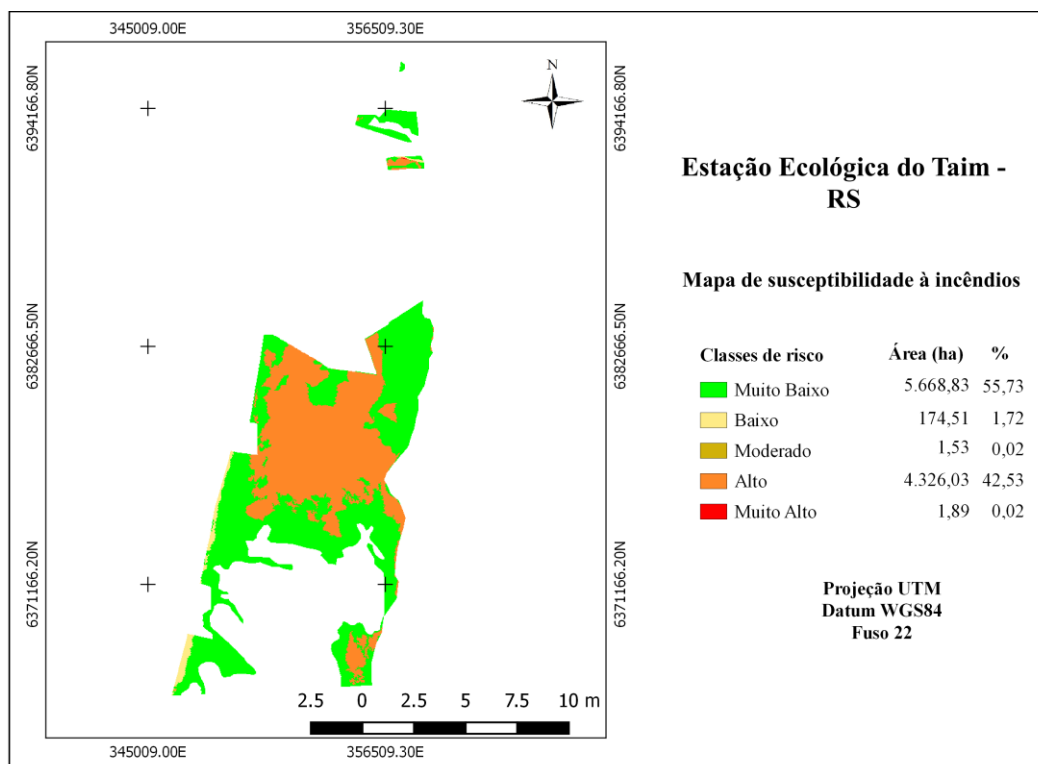 345009.00E 356509.30E
6394166.80N 6394166.80N
N
6382666.50N 6382666.50N
6371166.20N 6371166.20N
2.5 0 2.5 5 7.5 10 m
345009.00E 356509.30E
Estação Ecológica do Taim -
RS
Mapa de susceptibilidade à incêndios
Classes de risco Área (ha) %
Muito Baixo 5.668,83 55,73
Baixo 174,51 1,72
Moderado 1,53 0,02
Alto 4.326,03 42,53
Muito Alto 1,89 0,02
Projeção UTM
Datum WGS84
Fuso 22